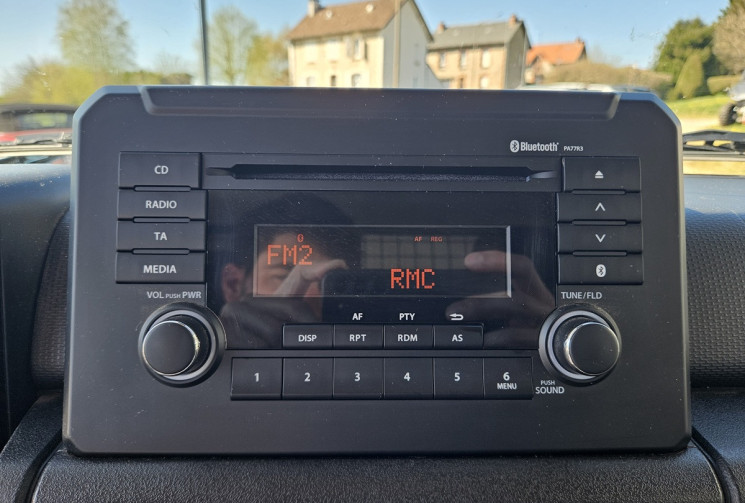 Bluetooth PA77R3
CD
RADIO
TA
MEDIA
AF REG
FM2
RMC
VOL PUSH PWR
TUNE/FLD
AF PTY
DISP RPT RDM AS
1 2 3 4 5 6
MENU
PUSH
SOUND